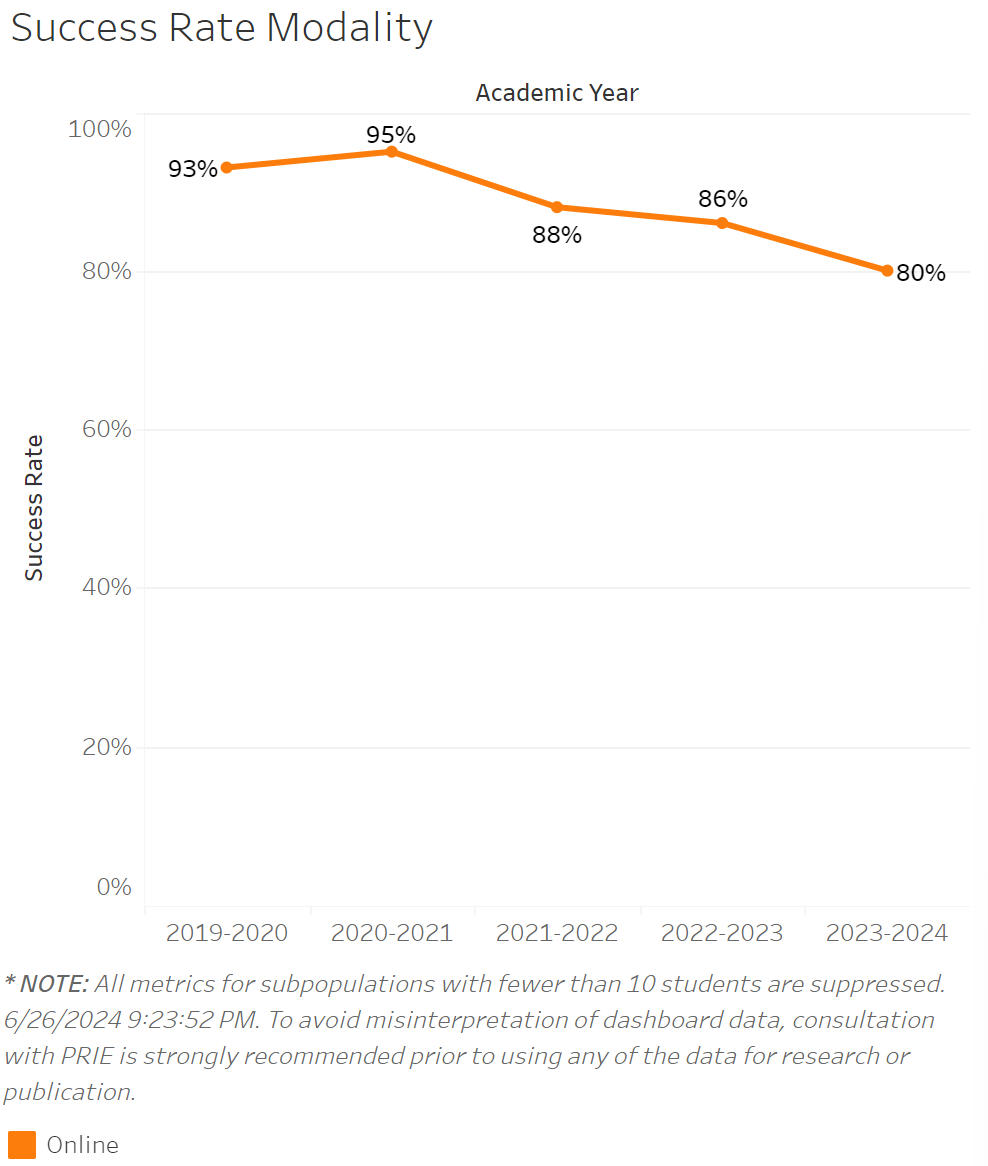 Success Rate Modality
Academic Year
100%
95%
93%
86%
88%
80%
80%
60%
Success Rate
40%
20%
0%
2019-2020 2020-2021 2021-2022 2022-2023 2023-2024
* NOTE: All metrics for subpopulations with fewer than 10 students are suppressed.
6/26/2024 9:23:52 PM. To avoid misinterpretation of dashboard data, consultation
with PRIE is strongly recommended prior to using any of the data for research or
publication.
Online